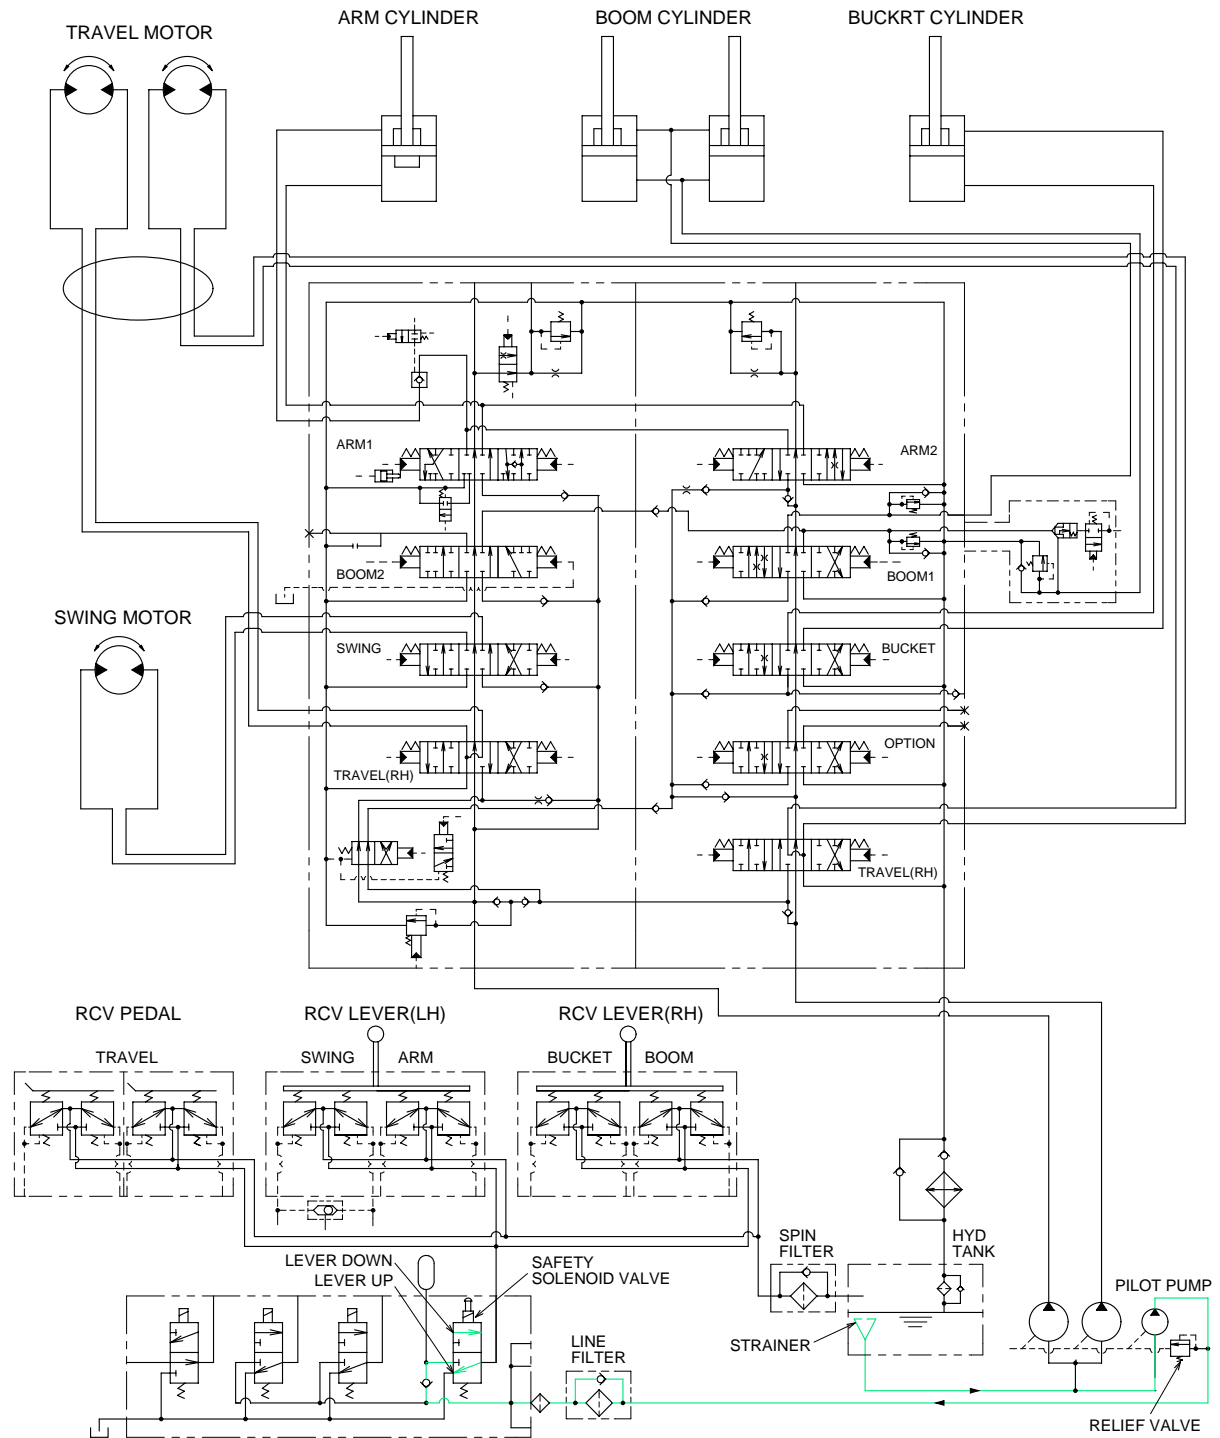 ARM CYLINDER
BOOM CYLINDER
BUCKRT CYLINDER
TRAVEL MOTOR
ARM1
ARM2
BOOM2
BOOM1
SWING MOTOR
SWING
BUCKET
OPTION
TRAVEL(RH)
TRAVEL(RH)
RCV PEDAL
RCV LEVER(LH)
RCV LEVER(RH)
TRAVEL
SWING
ARM
BUCKET
BOOM
SPIN
FILTER
HYD
TANK
LEVER DOWN
LEVER UP
SAFETY
SOLENOID VALVE
PILOT PUMP
STRAINER
LINE
FILTER
RELIEF VALVE